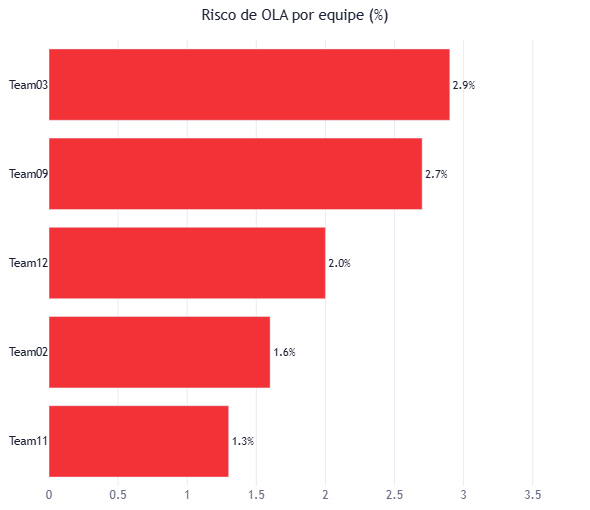 Risco de OLA por equipe (%)
Team03 2.9%
Team09 2.7%
Team12 2.0%
Team02 1.6%
Team11 1.3%
0 0.5 1 1.5 2 2.5 3 3.5